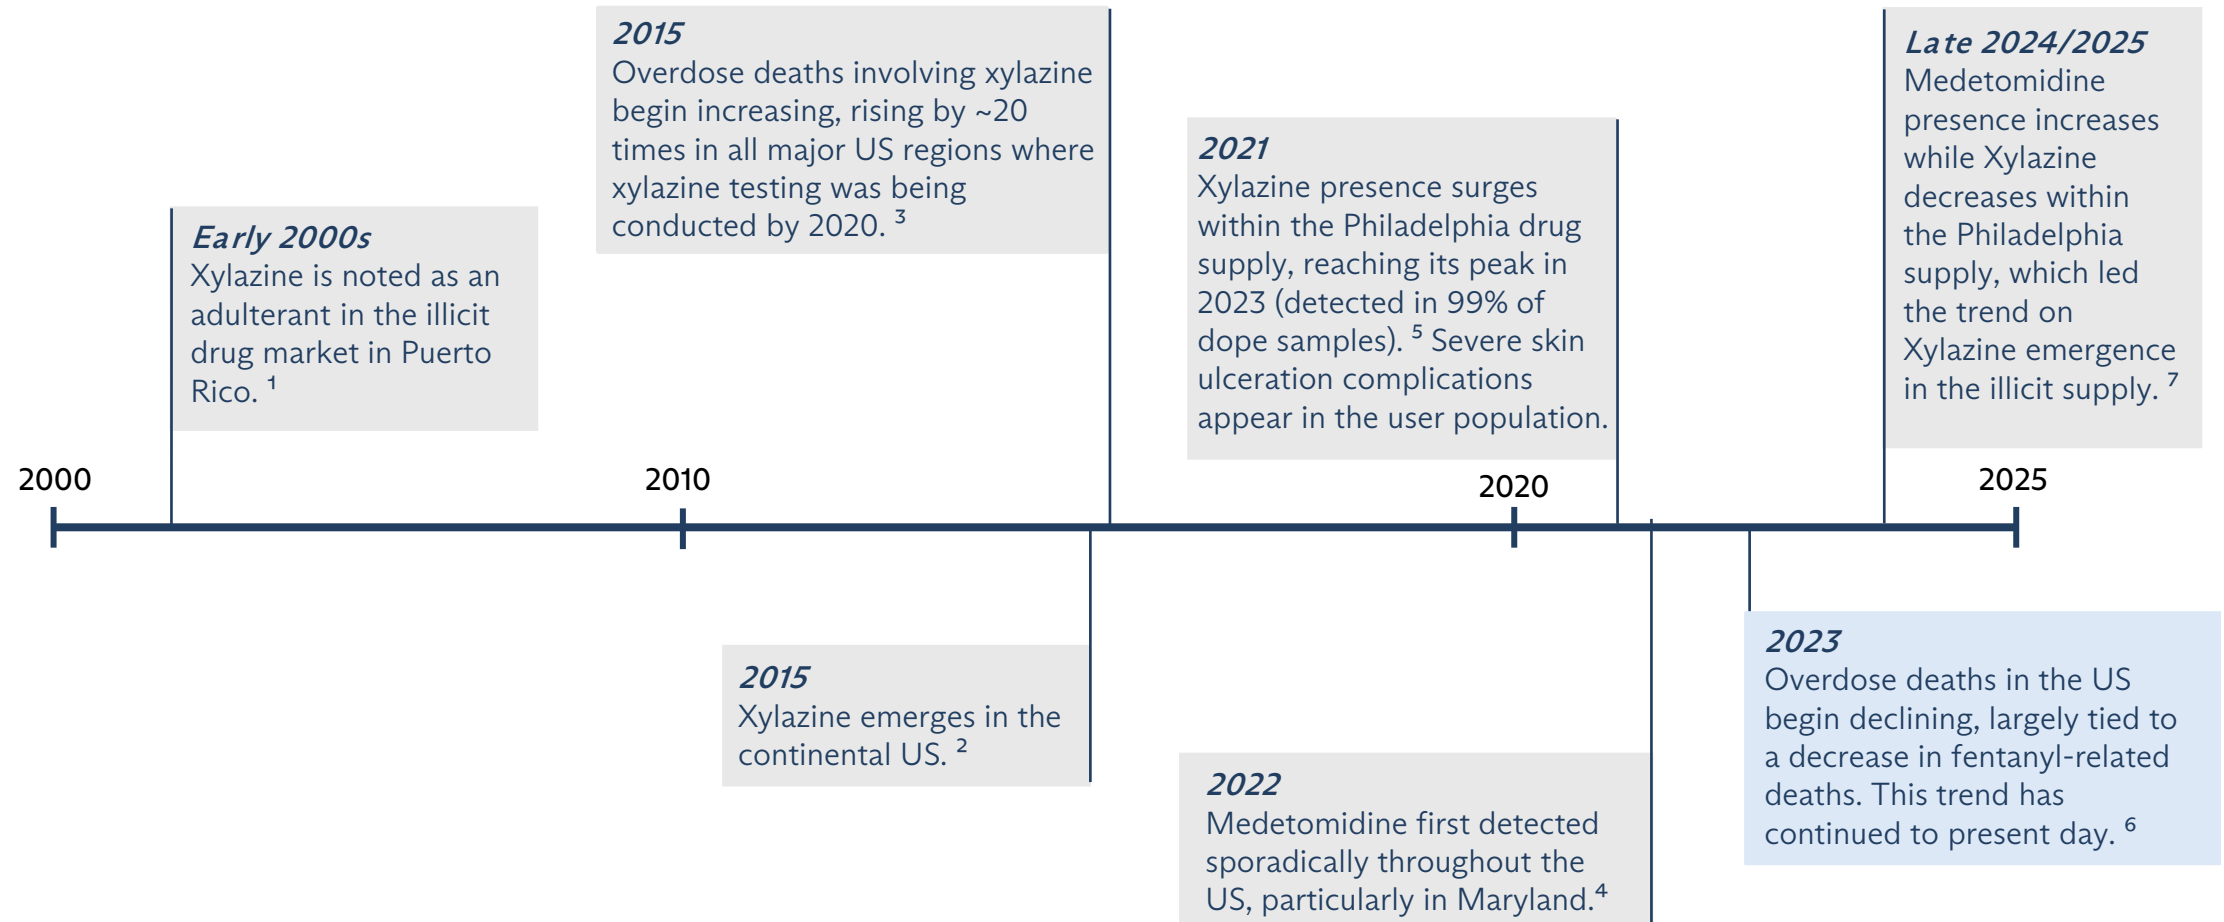 Early 2000s
Xylazine is noted as an
adulterant in the illicit
drug market in Puerto
Rico. ¹
2015
Overdose deaths involving xylazine
begin increasing, rising by ~20
times in all major US regions where
xylazine testing was being
conducted by 2020. ³
2021
Xylazine presence surges
within the Philadelphia drug
supply, reaching its peak in
2023 (detected in 99% of
dope samples). ⁵ Severe skin
ulceration complications
appear in the user population.
Late 2024/2025
Medetomidine
presence increases
while Xylazine
decreases within
the Philadelphia
supply, which led
the trend on
Xylazine emergence
in the illicit supply. ⁷
2000
2010
2020
2025
2015
Xylazine emerges in the
continental US. ²
2022
Medetomidine first detected
sporadically throughout the
US, particularly in Maryland.⁴
2023
Overdose deaths in the US
begin declining, largely tied to
a decrease in fentanyl-related
deaths. This trend has
continued to present day. ⁶